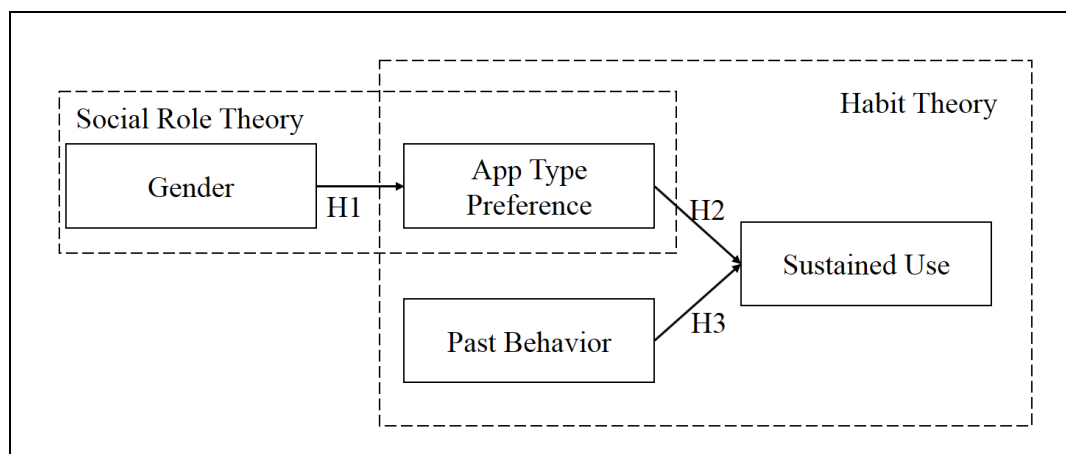 Habit Theory
Social Role Theory
Gender
H1
App Type
Preference
H2
Sustained Use
H3
Past Behavior